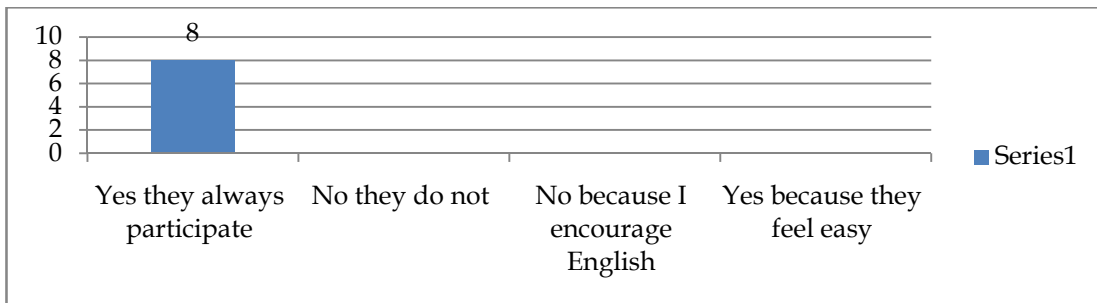 8
10
8
6
4
2
0
Series1
Yes they always participate
No they do not
No because I encourage English
Yes because they feel easy